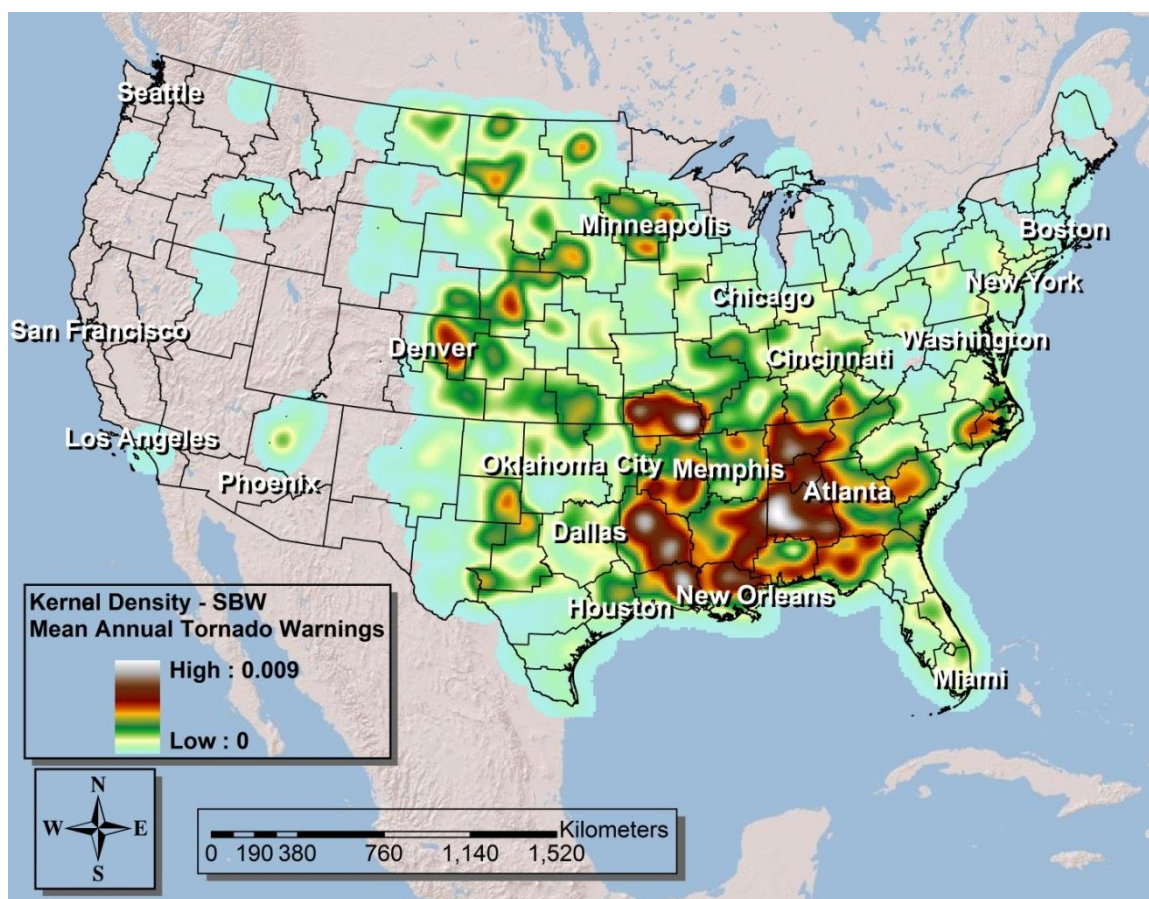 Seattle
Minneapolis
Boston
New York
Chicago
San Francisco
Denver
Cincinnati
Washington
Los Angeles
Phoenix
Oklahoma City
Memphis
Atlanta
Dallas
Houston
New Orleans
Miami
Kernel Density - SBW
Mean Annual Tornado Warnings
High : 0.009
Low : 0
N
W E
S
Kilometers
0 190 380 760 1,140 1,520